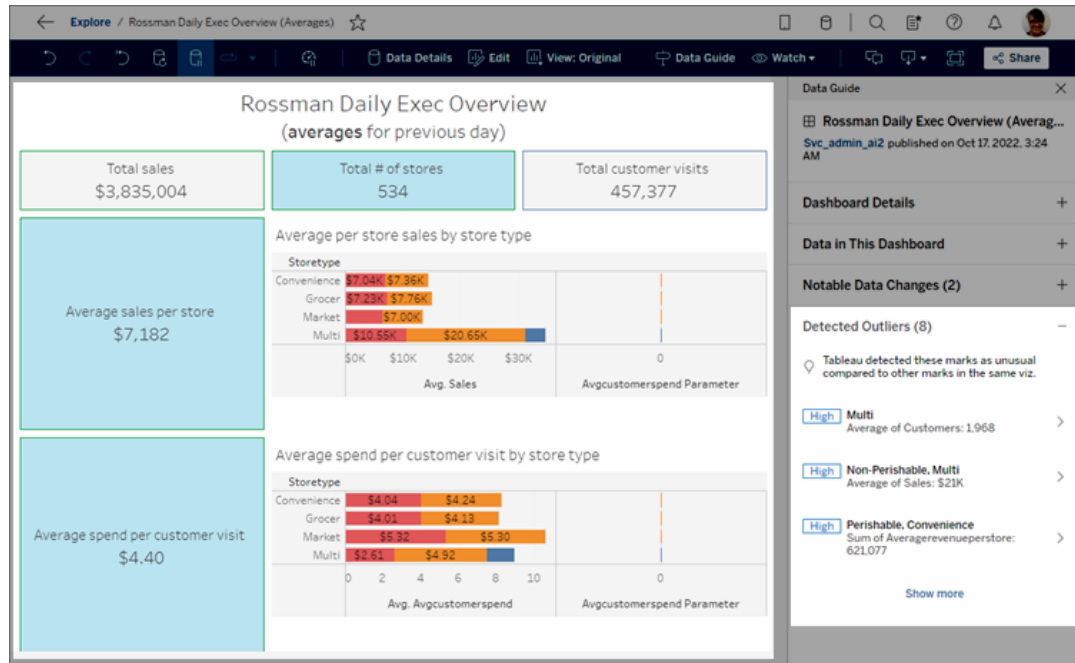 Explore / Rossman Daily Exec Overview (Averages)
Data Details Edit View: Original Data Guide Watch Share
Rossman Daily Exec Overview
(averages for previous day)
Total sales
$3,835,004
Total # of stores
534
Total customer visits
457,377
Average sales per store
$7,182
Average per store sales by store type
Storetype
Convenience $7.04K $7.36K
Grocer $7.23K $7.76K
Market $7.00K
Multi $10.55K $20.65K
$0K $10K $20K $30K 0
Avg. Sales Avgcustomerspend Parameter
Average spend per customer visit
$4.40
Average spend per customer visit by store type
Storetype
Convenience $4.04 $4.24
Grocer $4.01 $4.13
Market $5.32 $5.30
Multi $2.61 $4.92
0 2 4 6 8 10 0
Avg. Avgcustomerspend Avgcustomerspend Parameter
Data Guide
Rossman Daily Exec Overview (Averag...
Svc_admin_ai2 published on Oct 17, 2022, 3:24
AM
Dashboard Details
Data in This Dashboard
Notable Data Changes (2)
Detected Outliers (8)
Tableau detected these marks as unusual
compared to other marks in the same viz.
High Multi
Average of Customers: 1,968
High Non-Perishable, Multi
Average of Sales: $21K
High Perishable, Convenience
Sum of Averagerevenueperstore:
621,077
Show more